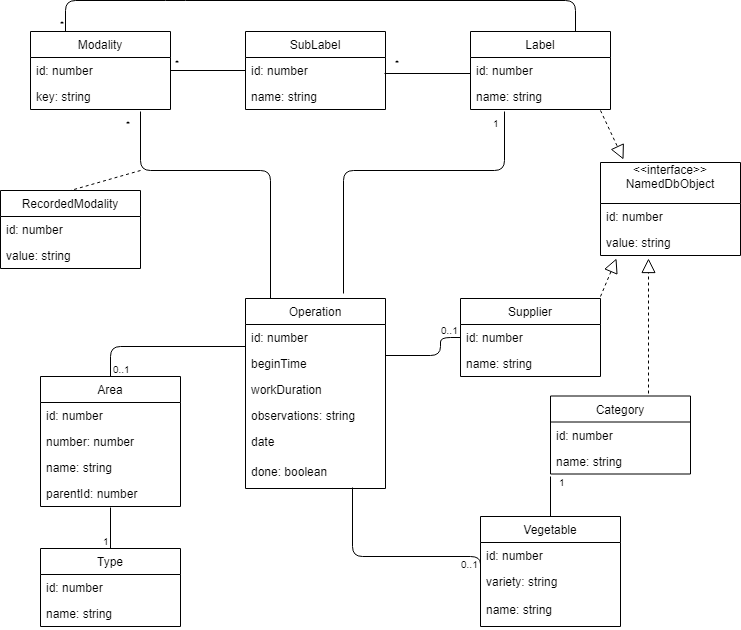 *
Modality
id: number
key: string
*
SubLabel
id: number
name: string
*
Label
id: number
name: string
*
1
<<interface>>
NamedDbObject
id: number
value: string
RecordedModality
id: number
value: string
Operation
id: number
beginTime
workDuration
observations: string
date
done: boolean
0..1
Supplier
id: number
name: string
0..1
Area
id: number
number: number
name: string
parentId: number
Category
id: number
name: string
1
1
Type
id: number
name: string
0..1
Vegetable
id: number
variety: string
name: string